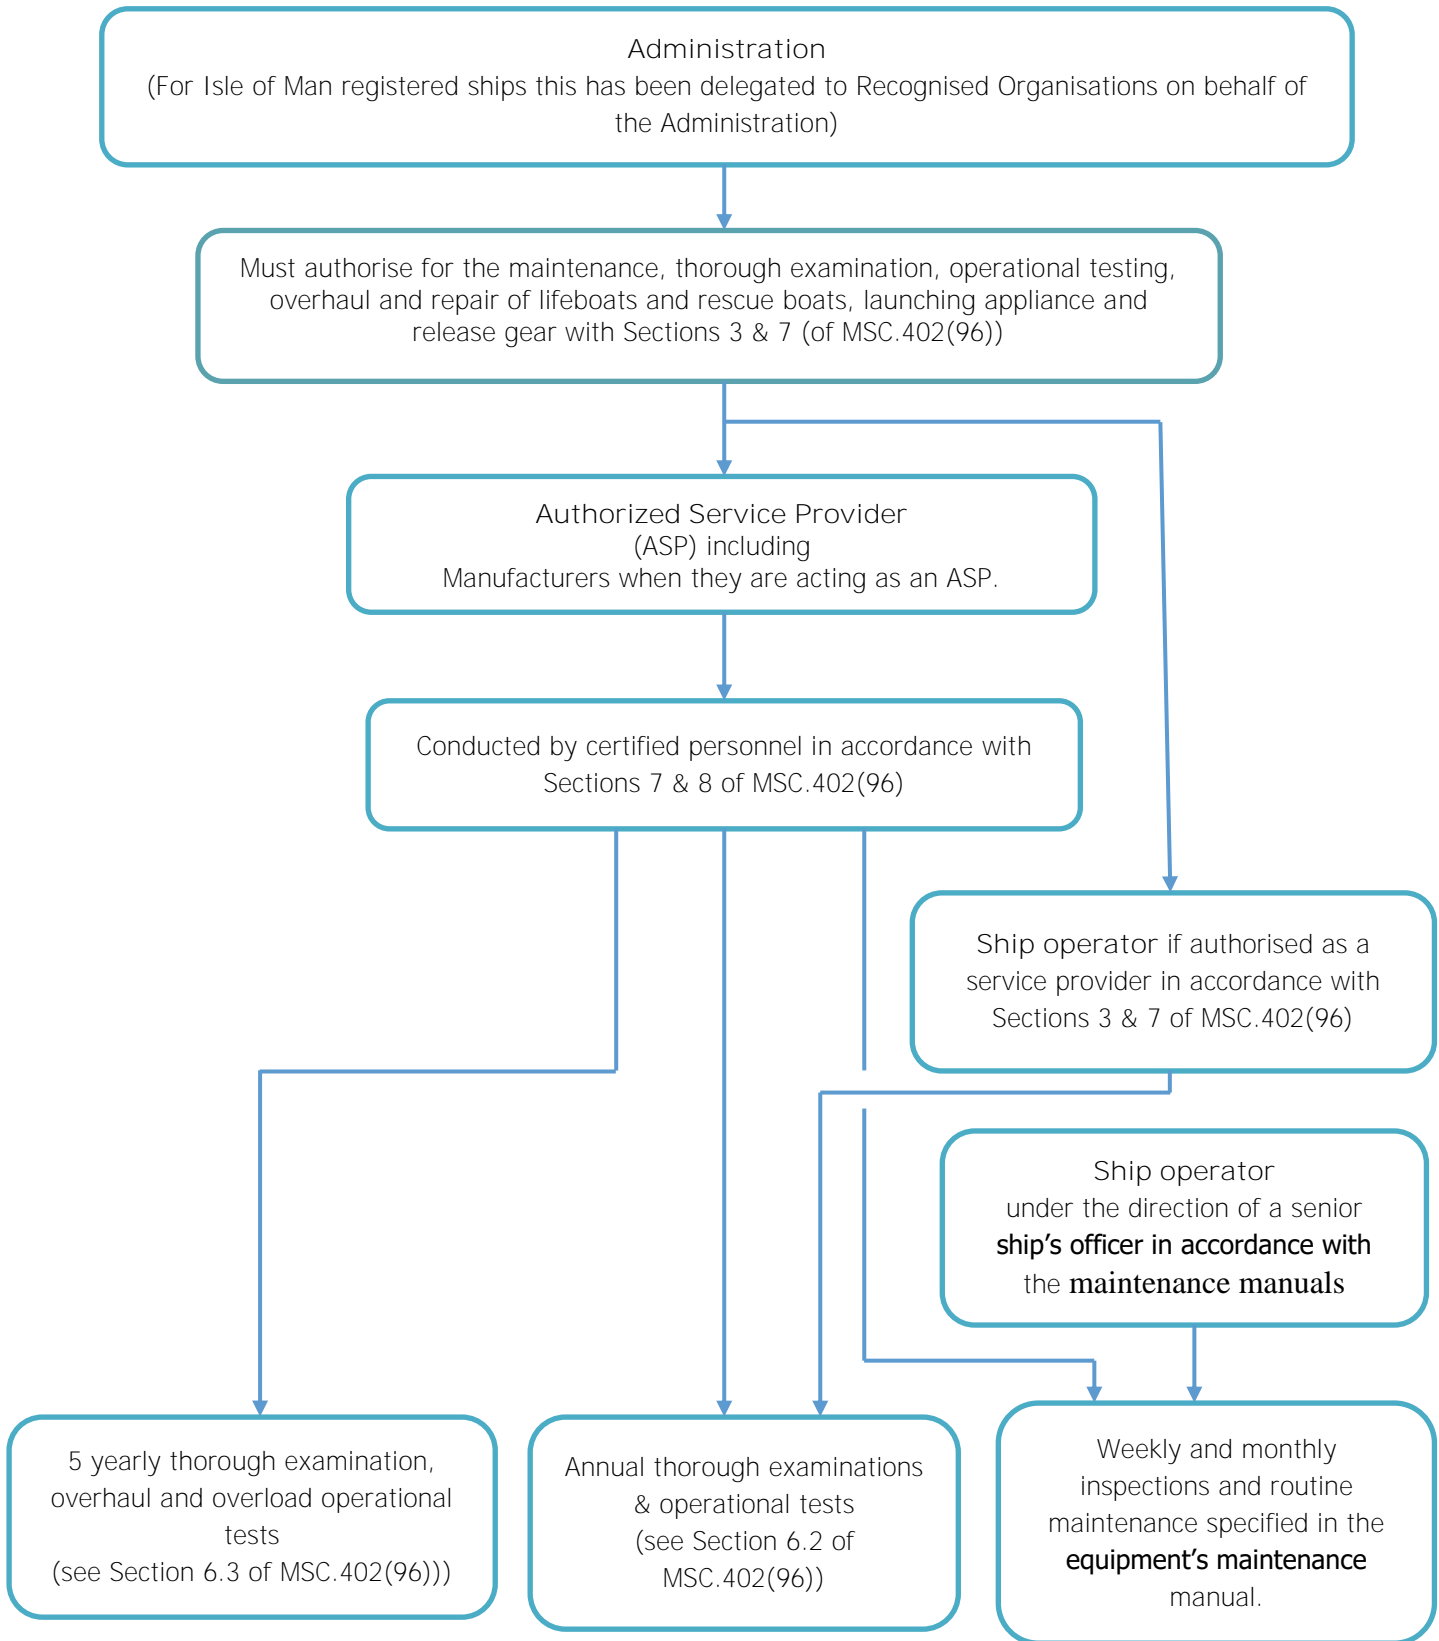 Administration
(For Isle of Man registered ships this has been delegated to Recognised Organisations on behalf of
the Administration)
Must authorise for the maintenance, thorough examination, operational testing,
overhaul and repair of lifeboats and rescue boats, launching appliance and
release gear with Sections 3 & 7 (of MSC.402(96))
Authorized Service Provider
(ASP) including
Manufacturers when they are acting as an ASP.
Conducted by certified personnel in accordance with
Sections 7 & 8 of MSC.402(96)
Ship operator if authorised as a
service provider in accordance with
Sections 3 & 7 of MSC.402(96)
Ship operator
under the direction of a senior
ship’s officer in accordance with
the maintenance manuals
5 yearly thorough examination,
overhaul and overload operational
tests
(see Section 6.3 of MSC.402(96)))
Annual thorough examinations
& operational tests
(see Section 6.2 of
MSC.402(96))
Weekly and monthly
inspections and routine
maintenance specified in the
equipment’s maintenance
manual.